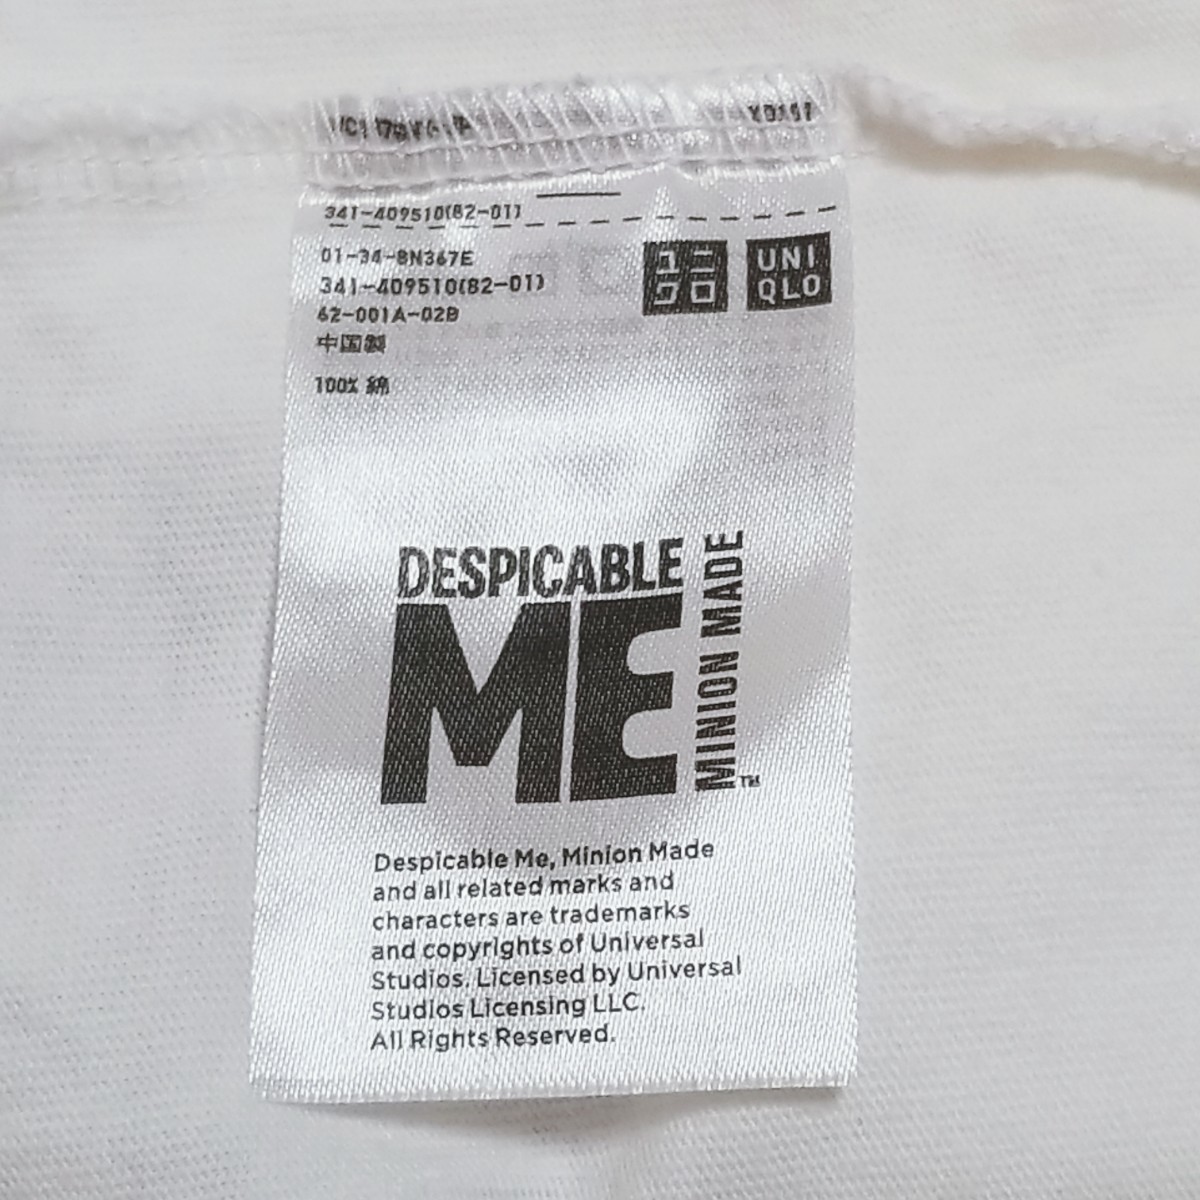 341-409510(82-01)
01-34-8N367E
341-409510(82-01)
62-001A-02B
中国製
100% 綿
ユニ
クロ
UNI
QLO
DESPICABLE
ME
MINION MADE
TM
Despicable Me, Minion Made
and all related marks and
characters are trademarks
and copyrights of Universal
Studios. Licensed by Universal
Studios Licensing LLC.
All Rights Reserved.